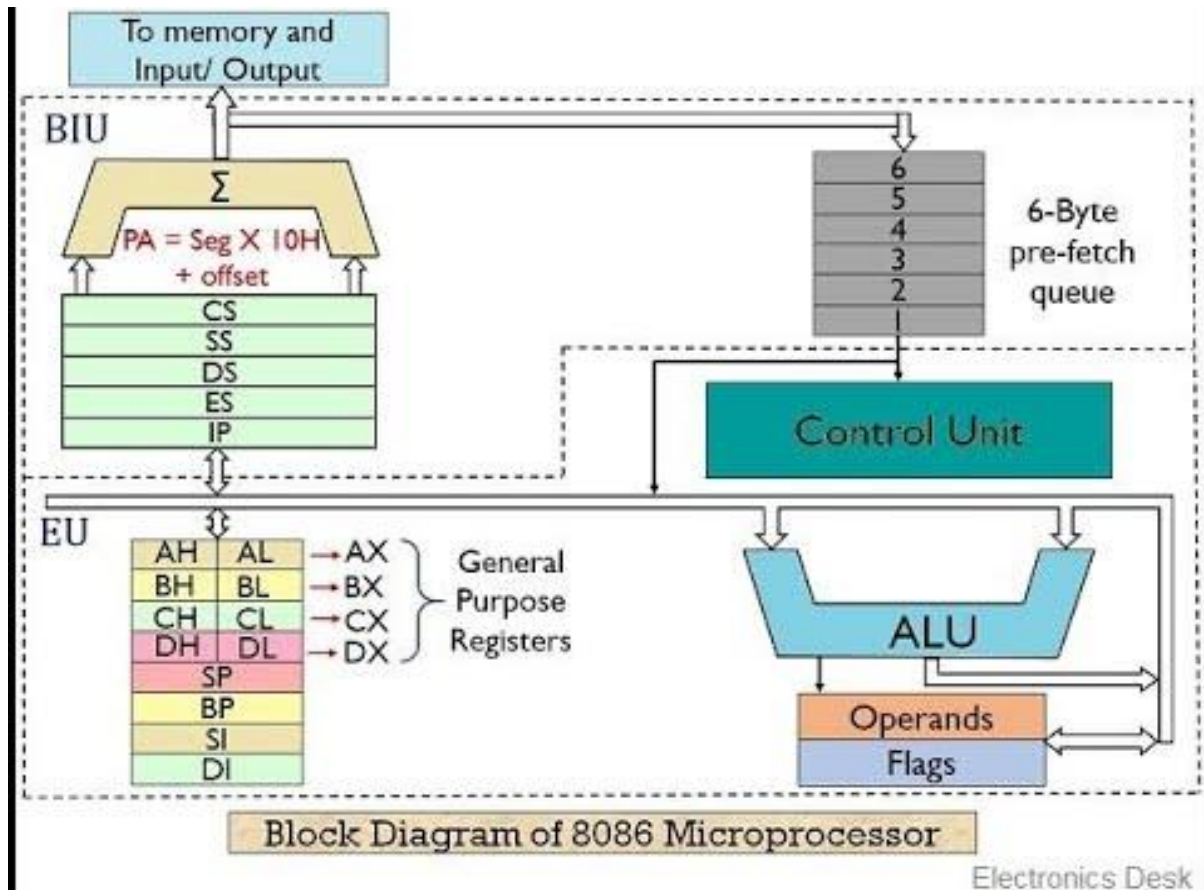 To memory and
Input/ Output
BIU
Σ
PA = Seg X 10H
+ offset
CS
SS
DS
ES
IP
6
5
4
3
2
1
6-Byte
pre-fetch
queue
Control Unit
EU
AH AL AX
BH BL BX
CH CL CX
DH DL DX
SP
BP
SI
DI
General
Purpose
Registers
ALU
Operands
Flags
Block Diagram of 8086 Microprocessor
Electronics Desk